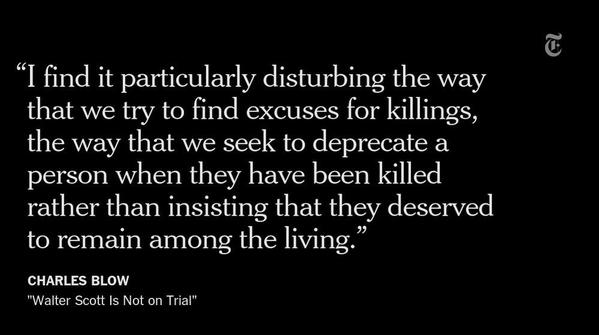 “I find it particularly disturbing the way
that we try to find excuses for killings,
the way that we seek to deprecate a
person when they have been killed
rather than insisting that they deserved
to remain among the living.”
CHARLES BLOW
"Walter Scott Is Not on Trial"